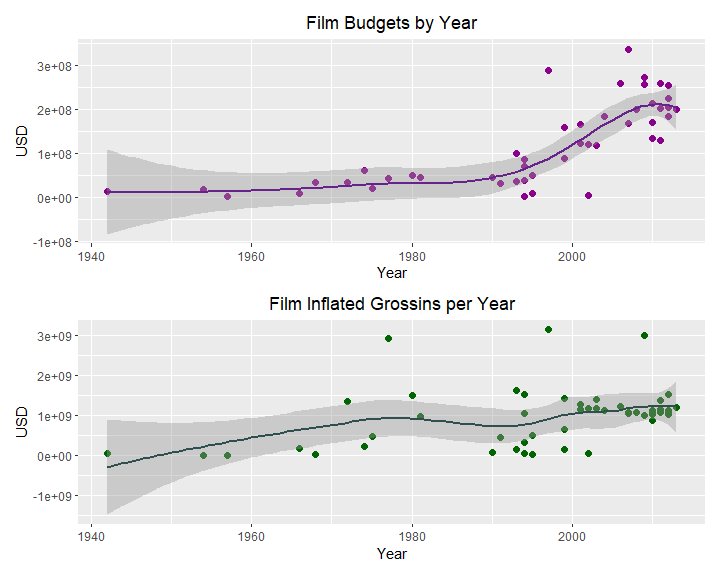 Film Budgets by Year
3e+08
2e+08
1e+08
0e+00
-1e+08
USD
1940 1960 1980 2000
Year
Film Inflated Grossins per Year
3e+09
2e+09
1e+09
0e+00
-1e+09
USD
1940 1960 1980 2000
Year